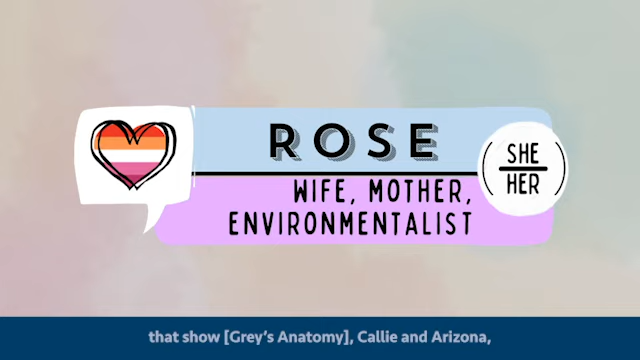 ROSE
WIFE, MOTHER,
ENVIRONMENTALIST
(SHE
HER)
that show [Grey's Anatomy], Callie and Arizona,